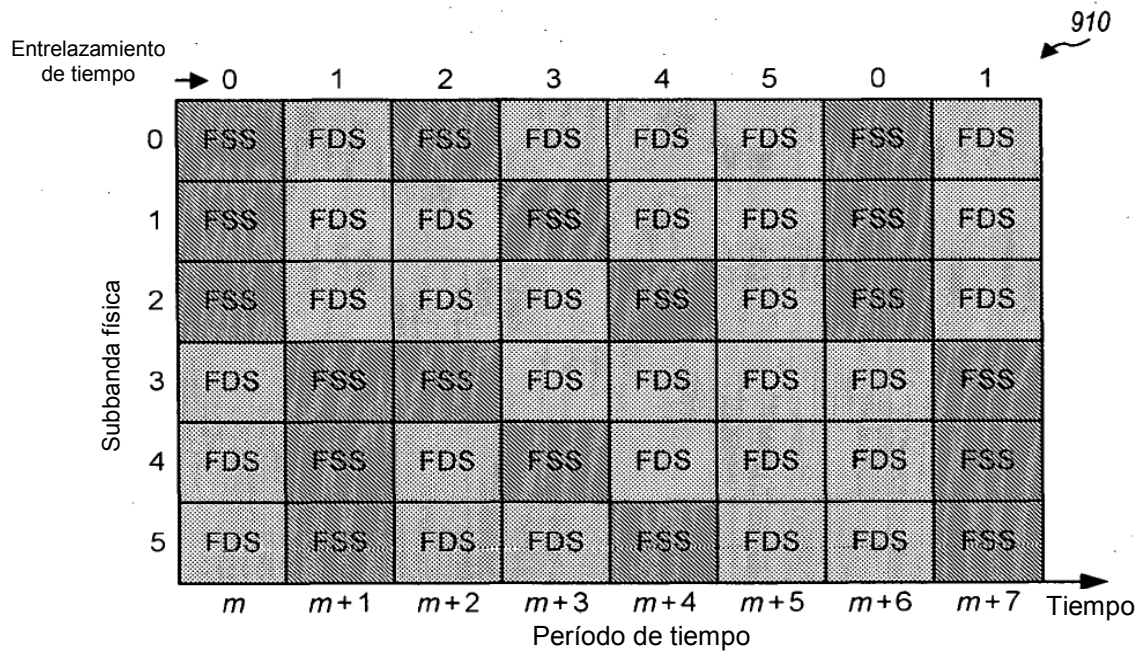 910
Entrelazamiento
de tiempo
0 1 2 3 4 5 0 1
0 FSS FDS FSS FDS FDS FDS FSS FDS
1 FSS FDS FDS FSS FDS FDS FSS FDS
2 FSS FDS FDS FDS FSS FDS FSS FDS
3 FDS FSS FSS FDS FDS FDS FDS FSS
4 FDS FSS FDS FSS FDS FDS FDS FSS
5 FDS FSS FDS FDS FSS FDS FDS FSS
Subbanda física
m m+1 m+2 m+3 m+4 m+5 m+6 m+7 Tiempo
Período de tiempo